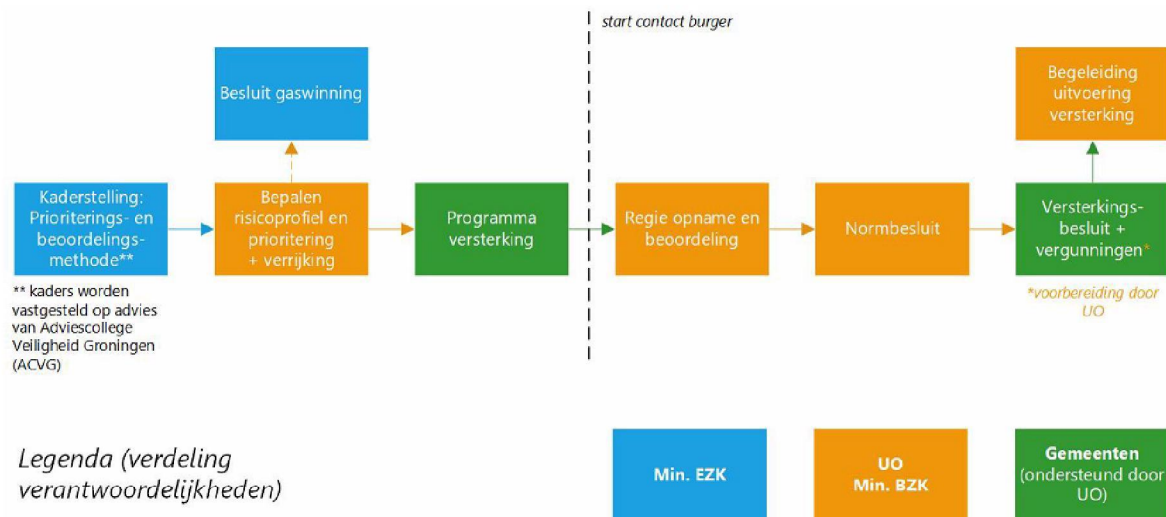 start contact burger
Besluit gaswinning
Begeleiding
uitvoering
versterking
Kaderstelling:
Prioriterings- en
beoordelings-
methode**
Bepalen
risicoprofiel en
prioritering
+ verrijking
Programma
versterking
Regie opname en
beoordeling
Normbesluit
Versterkings-
besluit +
vergunningen*
** kaders worden
vastgesteld op advies
van Adviescollege
Veiligheid Groningen
(ACVG)
*voorbereiding door
UO
Legenda (verdeling
verantwoordelijkheden)
Min. EZK
UO
Min. BZK
Gemeenten
(ondersteund door
UO)